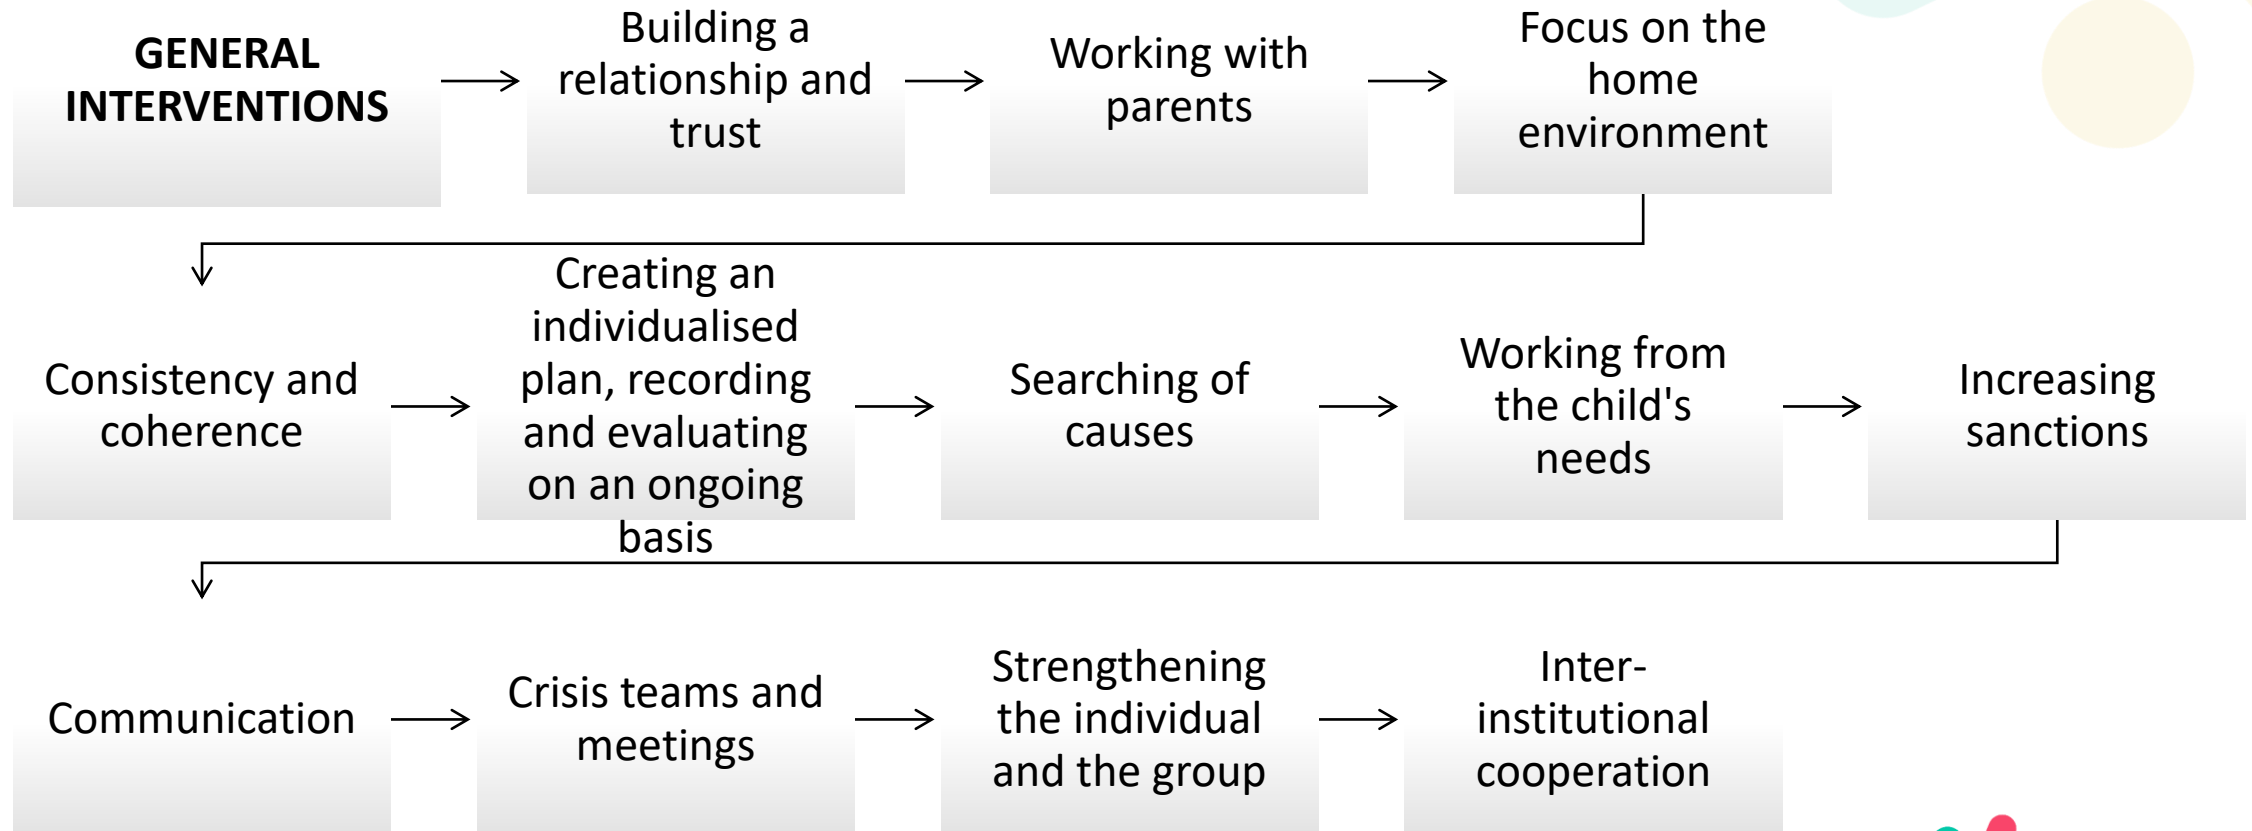 GENERAL
INTERVENTIONS
Building a
relationship and
trust
Working with
parents
Focus on the
home
environment
Consistency and
coherence
Creating an
individualised
plan, recording
and evaluating
on an ongoing
basis
Searching of
causes
Working from
the child's
needs
Increasing
sanctions
Communication
Crisis teams and
meetings
Strengthening
the individual
and the group
Inter-
institutional
cooperation